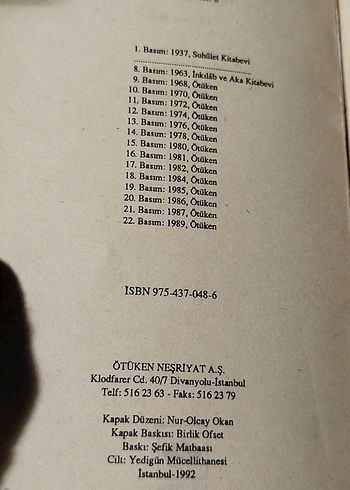 1. Basım: 1937, Suhûlet Kitabevi
........................................
8. Basım: 1963, İnkılâb ve Aka Kitabevi
9. Basım: 1968, Ötüken
10. Basım: 1970, Ötüken
11. Basım: 1972, Ötüken
12. Basım: 1974, Ötüken
13. Basım: 1976, Ötüken
14. Basım: 1978, Ötüken
15. Basım: 1980, Ötüken
16. Basım: 1981, Ötüken
17. Basım: 1982, Ötüken
18. Basım: 1984, Ötüken
19. Basım: 1985, Ötüken
20. Basım: 1986, Ötüken
21. Basım: 1987, Ötüken
22. Basım: 1989, Ötüken
ISBN 975-437-048-6
ÖTÜKEN NEŞRİYAT A.Ş.
Klodfarer Cd. 40/7 Divanyolu-İstanbul
Telf: 516 23 63 - Faks: 516 23 79
Kapak Düzeni: Nur-Olcay Okan
Kapak Baskısı: Birlik Ofset
Baskı: Şefik Matbaası
Cilt: Yedigün Mücellithanesi
İstanbul-1992